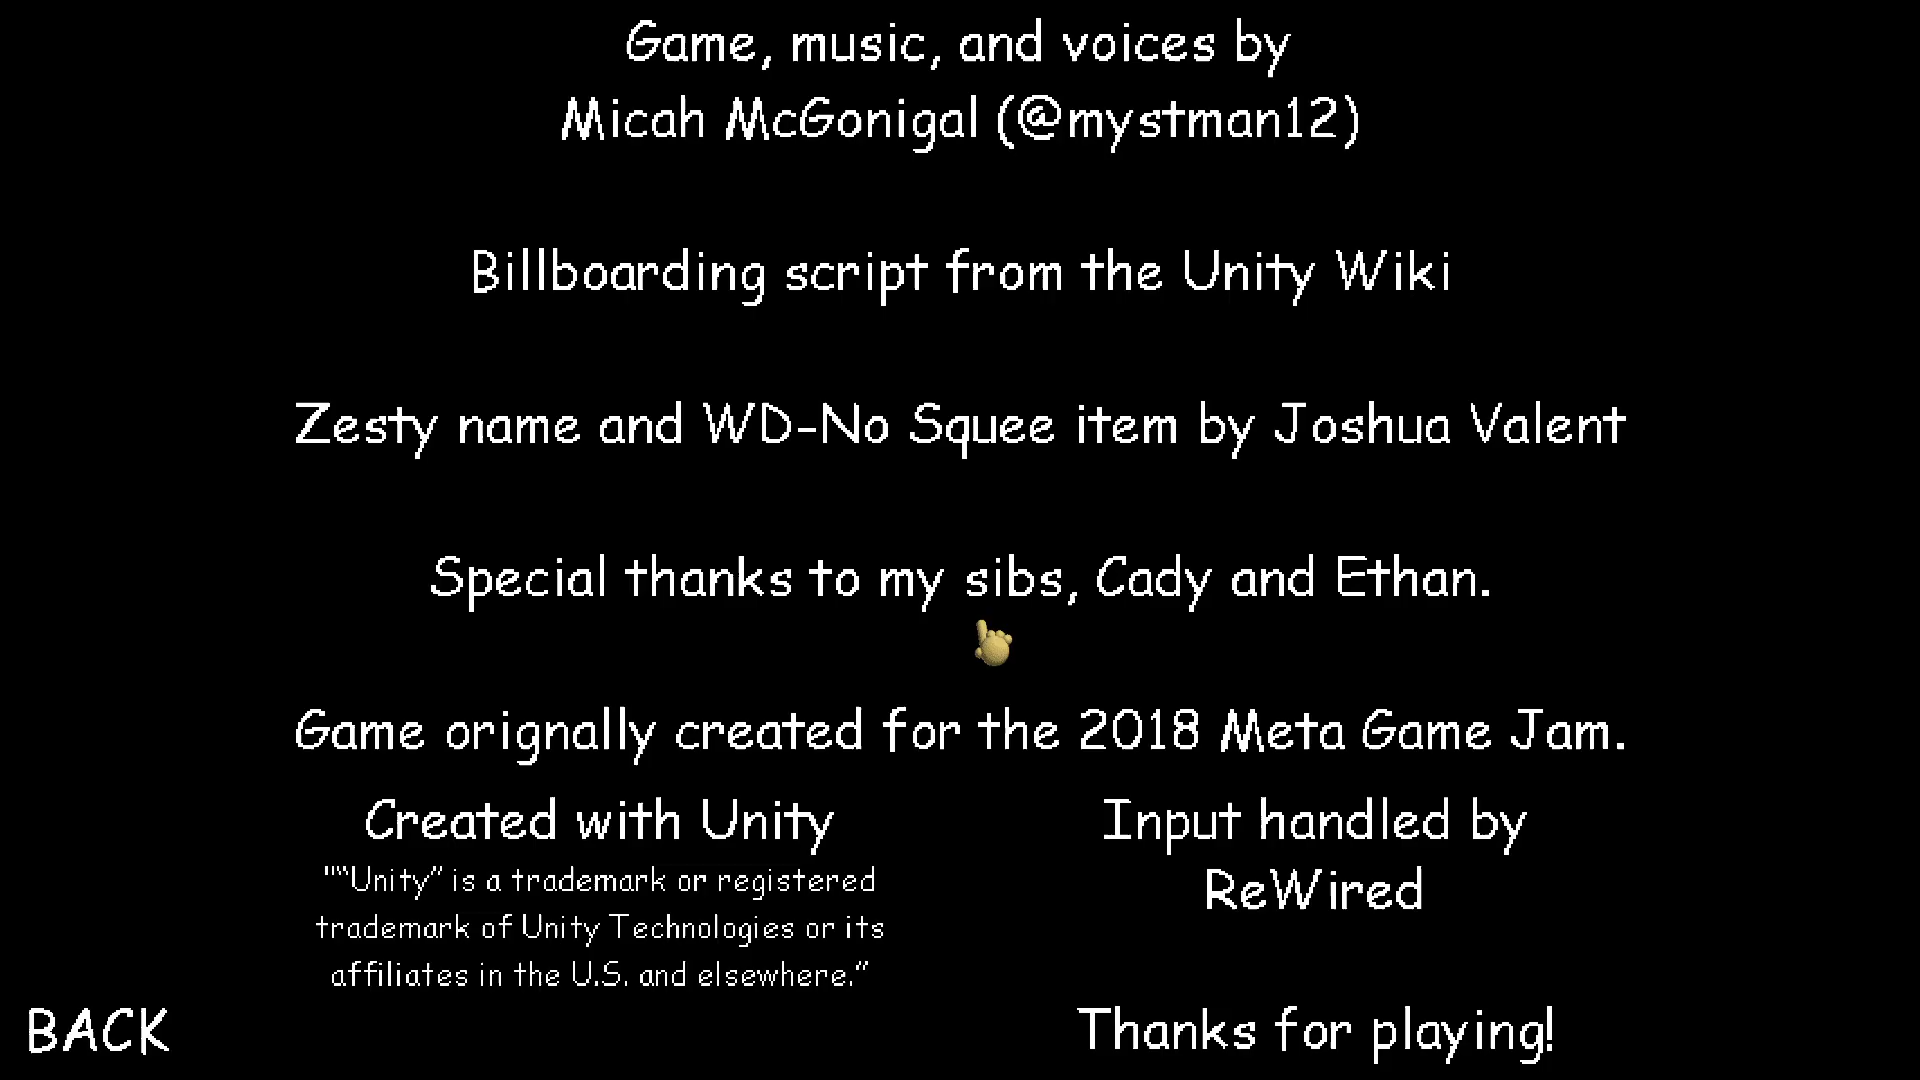 Game, music, and voices by
Micah McGonigal (@mystman12)
Billboarding script from the Unity Wiki
Zesty name and WD-No Squee item by Joshua Valent
Special thanks to my sibs, Cady and Ethan.
Game orignally created for the 2018 Meta Game Jam.
Created with Unity
"“Unity” is a trademark or registered
trademark of Unity Technologies or its
affiliates in the U.S. and elsewhere.”
Input handled by
ReWired
Thanks for playing!
BACK